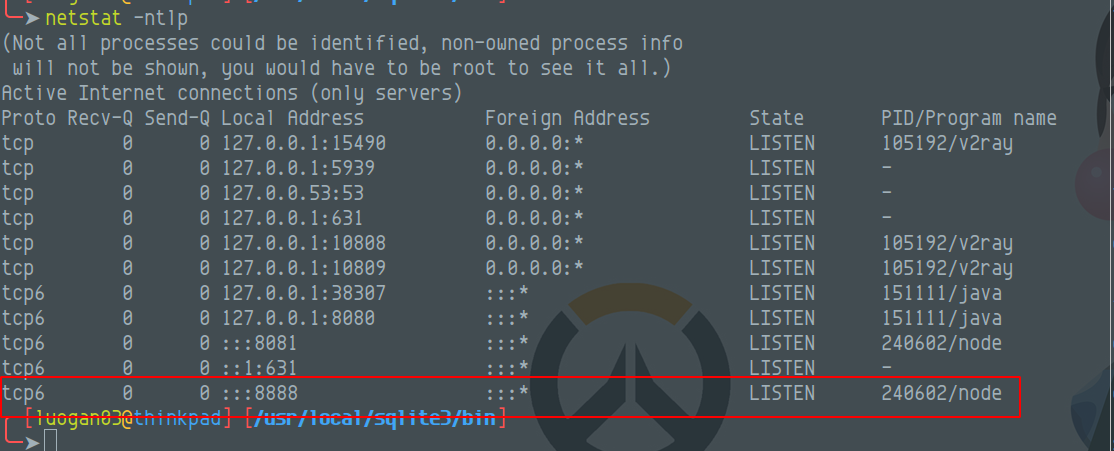 netstat -ntlp
(Not all processes could be identified, non-owned process info
 will not be shown, you would have to be root to see it all.)
Active Internet connections (only servers)
Proto Recv-Q Send-Q Local Address           Foreign Address         State       PID/Program name
tcp        0      0 127.0.0.1:15490         0.0.0.0:*               LISTEN      105192/v2ray
tcp        0      0 127.0.0.1:5939          0.0.0.0:*               LISTEN      -
tcp        0      0 127.0.0.53:53           0.0.0.0:*               LISTEN      -
tcp        0      0 127.0.0.1:631           0.0.0.0:*               LISTEN      -
tcp        0      0 127.0.0.1:10808         0.0.0.0:*               LISTEN      105192/v2ray
tcp        0      0 127.0.0.1:10809         0.0.0.0:*               LISTEN      105192/v2ray
tcp6       0      0 127.0.0.1:38307         :::*                    LISTEN      151111/java
tcp6       0      0 127.0.0.1:8080          :::*                    LISTEN      151111/java
tcp6       0      0 :::8081                 :::*                    LISTEN      240602/node
tcp6       0      0 ::1:631                 :::*                    LISTEN      -
tcp6       0      0 :::8888                 :::*                    LISTEN      240602/node
[luogan03@thinkpad] [/usr/local/sqlite3/bin]